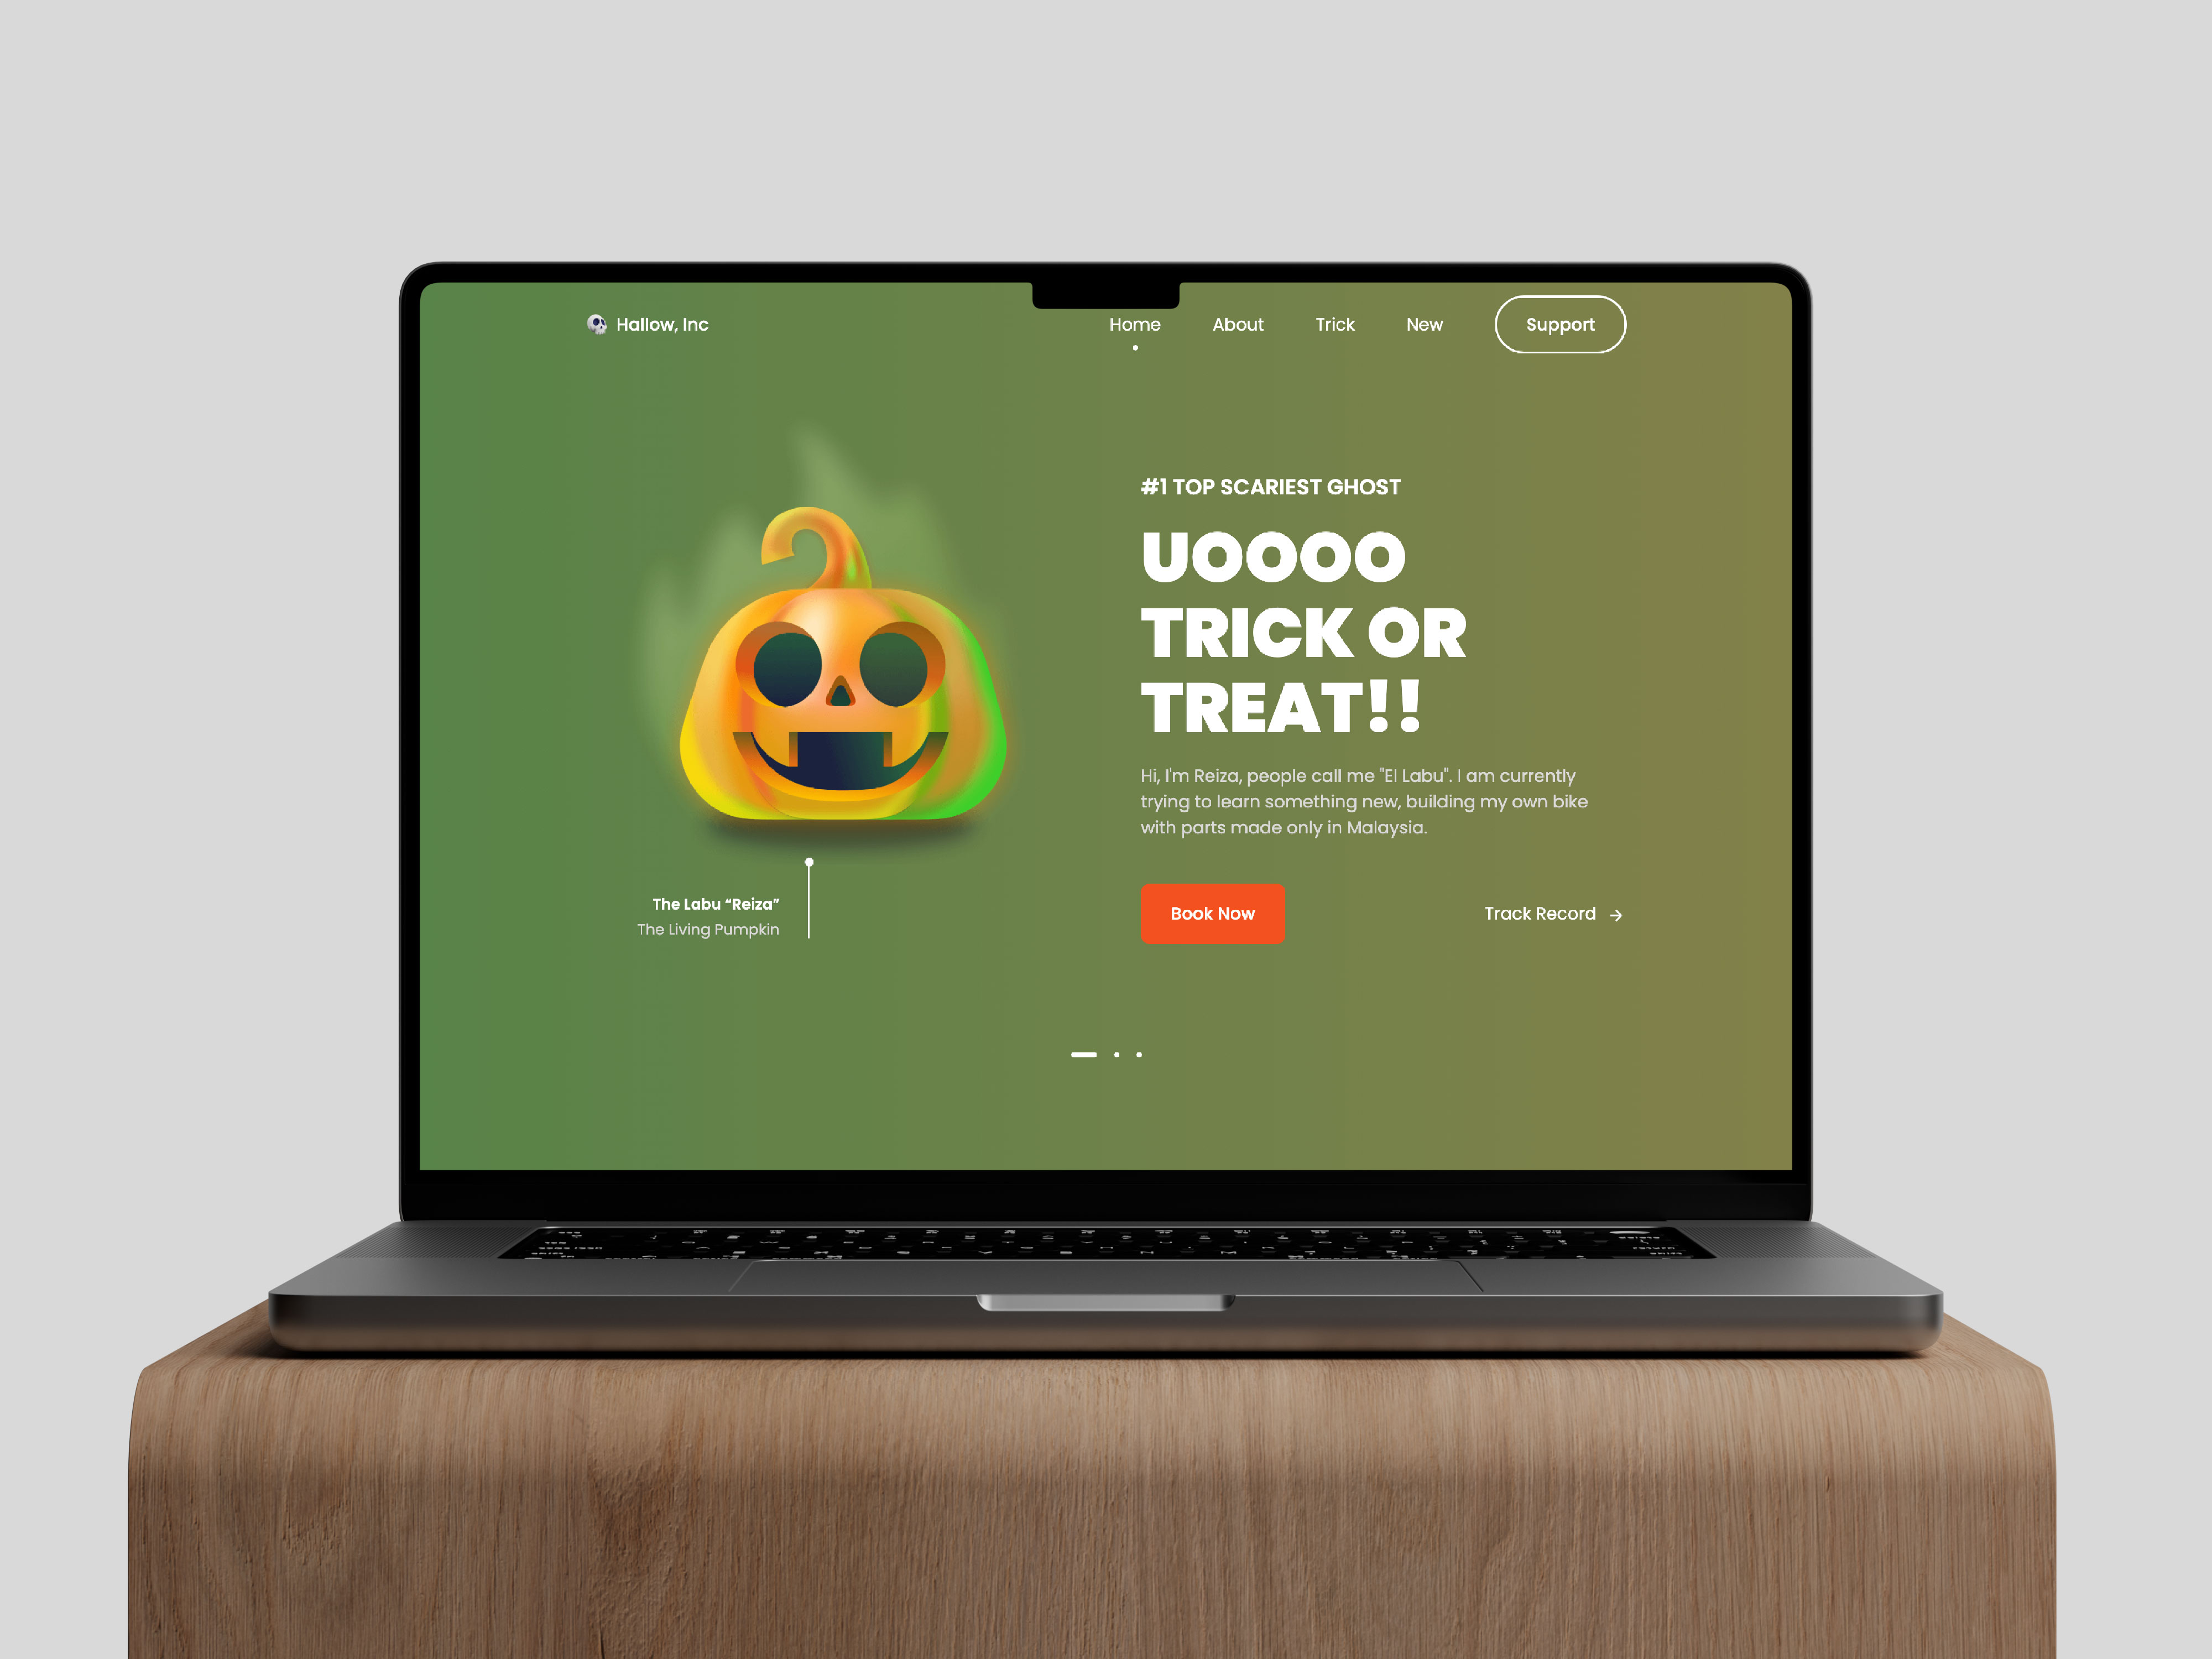 Hallow, Inc
Home About Trick New Support
#1 TOP SCARIEST GHOST
UOOOO
TRICK OR
TREAT!!
Hi, I'm Reiza, people call me "El Labu". I am currently
trying to learn something new, building my own bike
with parts made only in Malaysia.
Book Now Track Record →
The Labu “Reiza”
The Living Pumpkin